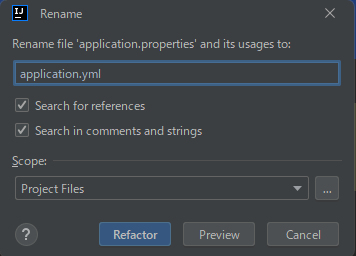 IJ
Rename
Rename file 'application.properties' and its usages to:
application.yml
Search for references
Search in comments and strings
Scope:
Project Files
...
?
Refactor
Preview
Cancel